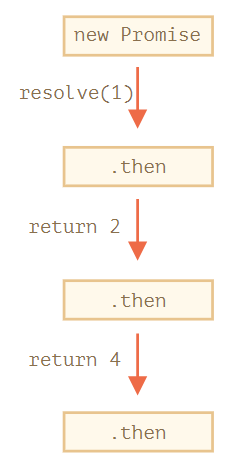 new Promise
resolve(1)
.then
return 2
.then
return 4
.then